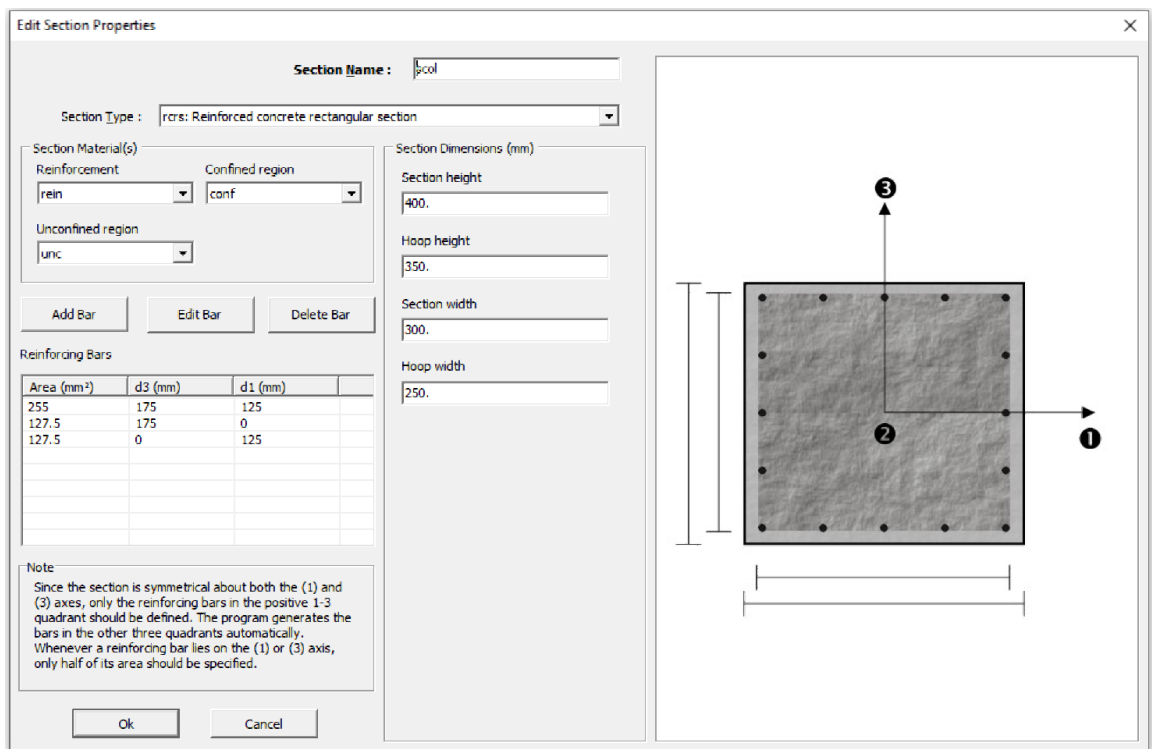 Edit Section Properties
Section Name :
Section Type : rcrs: Reinforced concrete rectangular section
Section Material(s)
Reinforcement Confined region
rein conf
Unconfined region
unc
Add Bar Edit Bar Delete Bar
Reinforcing Bars
Area (mm²) d3 (mm) d1 (mm)
255 175 125
127.5 175 0
127.5 0 125
Note
Since the section is symmetrical about both the (1) and
(3) axes, only the reinforcing bars in the positive 1-3
quadrant should be defined. The program generates the
bars in the other three quadrants automatically.
Whenever a reinforcing bar lies on the (1) or (3) axis,
only half of its area should be specified.
Ok Cancel
Section Dimensions (mm)
Section height
400.
Hoop height
350.
Section width
300.
Hoop width
250.
❸
❷
❶